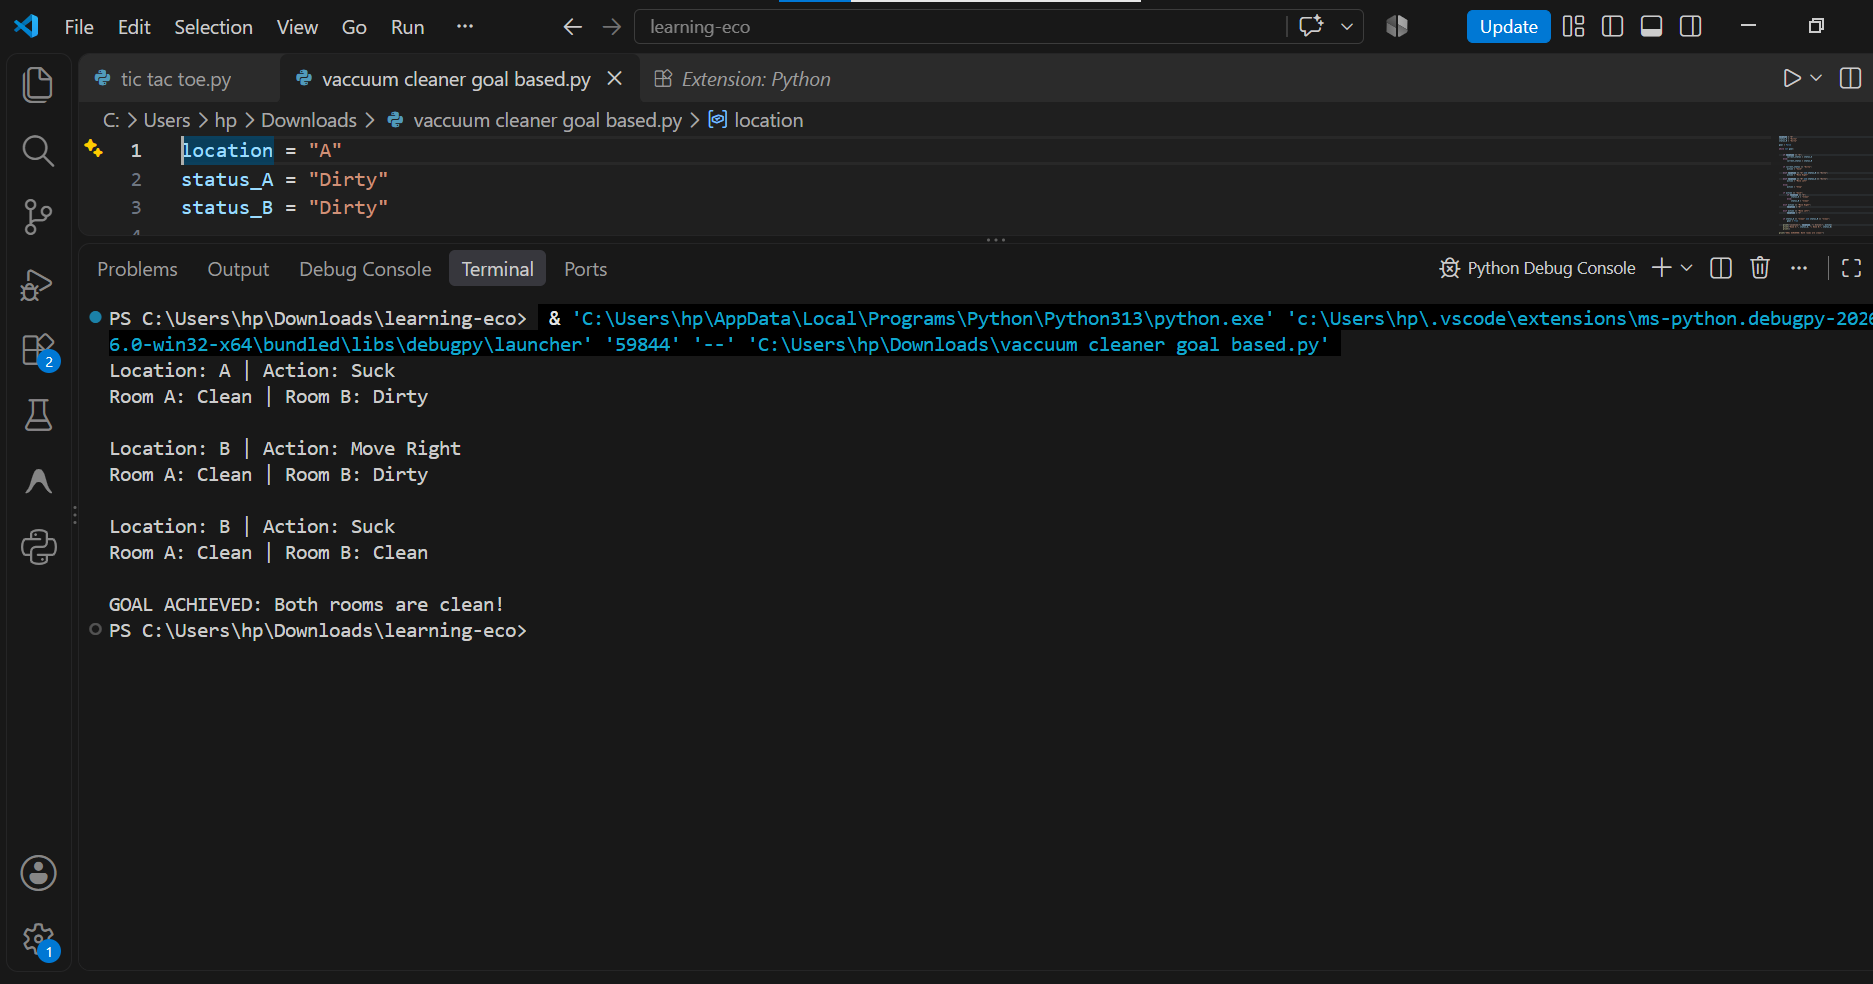 File Edit Selection View Go Run ··· learning-eco Update
tic tac toe.py vaccuum cleaner goal based.py Extension: Python
C: > Users > hp > Downloads > vaccuum cleaner goal based.py > location
1 location = "A"
2 status_A = "Dirty"
3 status_B = "Dirty"
4
Problems Output Debug Console Terminal Ports Python Debug Console
PS C:\Users\hp\Downloads\learning-eco> & 'C:\Users\hp\AppData\Local\Programs\Python\Python313\python.exe' 'c:\Users\hp\.vscode\extensions\ms-python.debugpy-202
6.0-win32-x64\bundled\libs\debugpy\launcher' '59844' '--' 'C:\Users\hp\Downloads\vaccuum cleaner goal based.py'
Location: A | Action: Suck
Room A: Clean | Room B: Dirty
Location: B | Action: Move Right
Room A: Clean | Room B: Dirty
Location: B | Action: Suck
Room A: Clean | Room B: Clean
GOAL ACHIEVED: Both rooms are clean!
PS C:\Users\hp\Downloads\learning-eco>
2
1